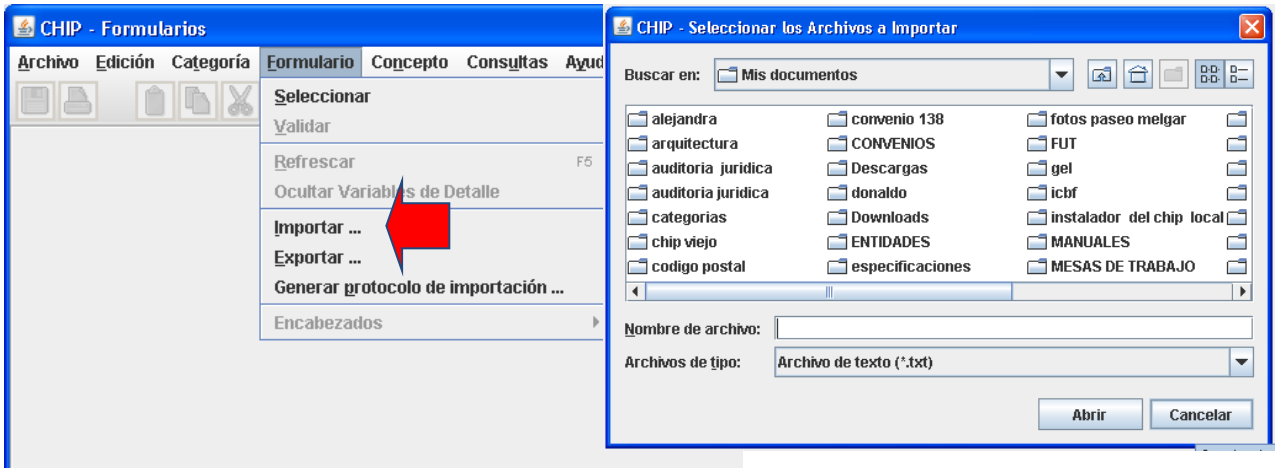 CHIP - Formularios
Archivo Edición Categoría Formulario Concepto Consultas Ayud
Seleccionar
Validar
Refrescar F5
Ocultar Variables de Detalle
Importar ...
Exportar ...
Generar protocolo de importación ...
Encabezados
CHIP - Seleccionar los Archivos a Importar
Buscar en: Mis documentos
alejandra convenio 138 fotos paseo melgar
arquitectura CONVENIOS FUT
auditoria juridica Descargas gel
auditoria juridica donaldo icbf
categorias Downloads instalador del chip local
chip viejo ENTIDADES MANUALES
codigo postal especificaciones MESAS DE TRABAJO
Nombre de archivo:
Archivos de tipo: Archivo de texto (*.txt)
Abrir Cancelar